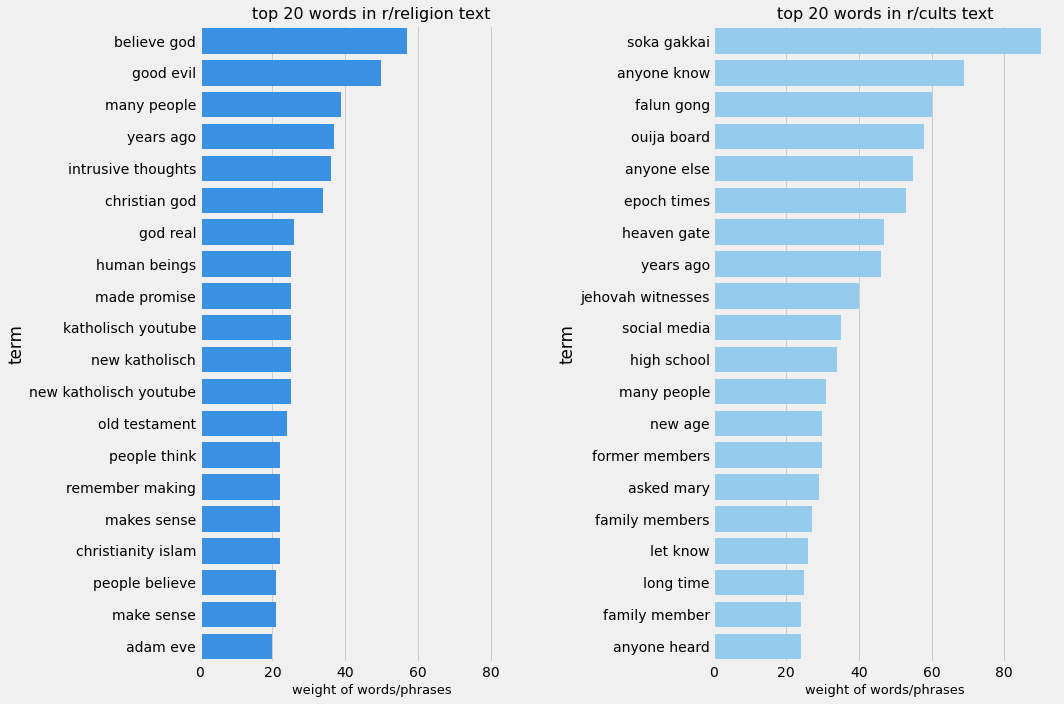 top 20 words in r/religion text
term
believe god
good evil
many people
years ago
intrusive thoughts
christian god
god real
human beings
made promise
katholisch youtube
new katholisch
new katholisch youtube
old testament
people think
remember making
makes sense
christianity islam
people believe
make sense
adam eve
0 20 40 60 80
weight of words/phrases
top 20 words in r/cults text
term
soka gakkai
anyone know
falun gong
ouija board
anyone else
epoch times
heaven gate
years ago
jehovah witnesses
social media
high school
many people
new age
former members
asked mary
family members
let know
long time
family member
anyone heard
0 20 40 60 80
weight of words/phrases